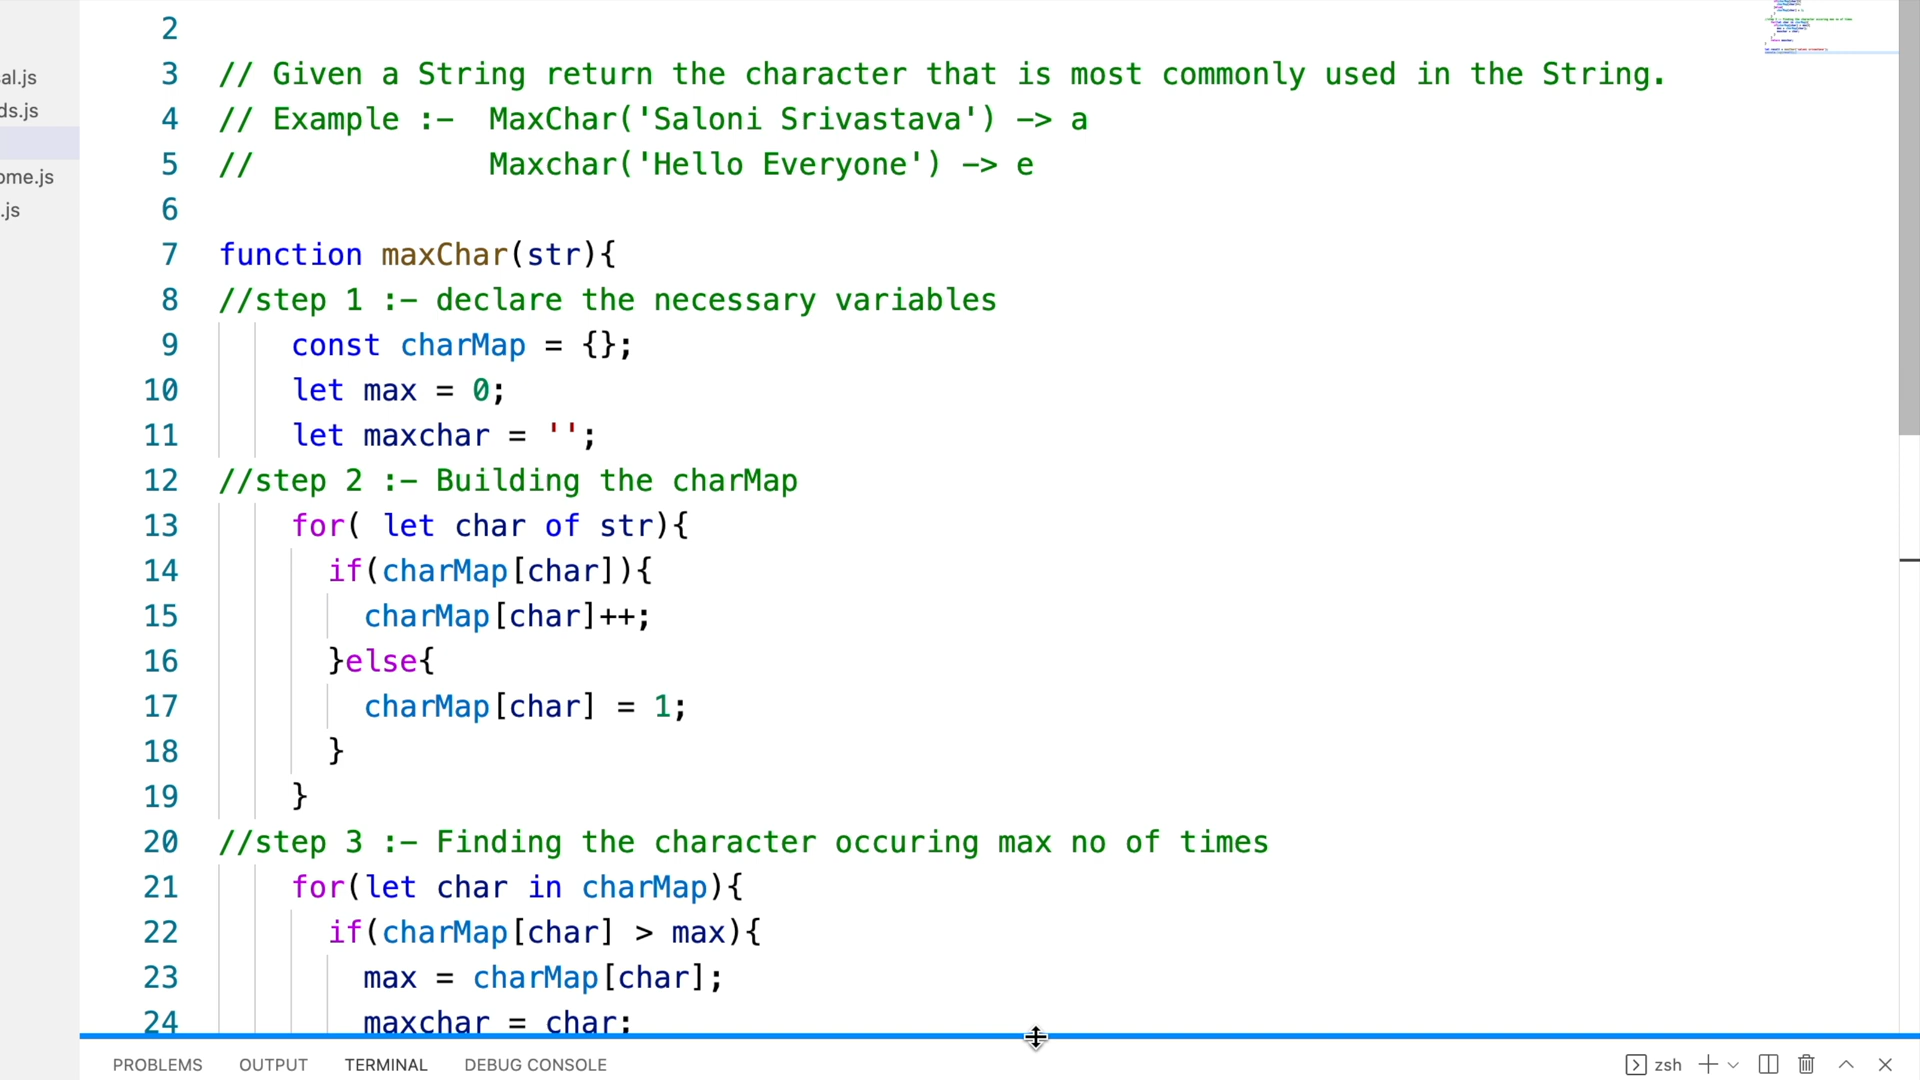 al.js
ds.js
ome.js
.js
2
3 // Given a String return the character that is most commonly used in the String.
4 // Example :-  MaxChar('Saloni Srivastava') -> a
5 //             Maxchar('Hello Everyone') -> e
6
7 function maxChar(str){
8 //step 1 :- declare the necessary variables
9     const charMap = {};
10     let max = 0;
11     let maxchar = '';
12 //step 2 :- Building the charMap
13     for( let char of str){
14       if(charMap[char]){
15         charMap[char]++;
16       }else{
17         charMap[char] = 1;
18       }
19     }
20 //step 3 :- Finding the character occuring max no of times
21     for(let char in charMap){
22       if(charMap[char] > max){
23         max = charMap[char];
24         maxchar = char;
PROBLEMS OUTPUT TERMINAL DEBUG CONSOLE zsh